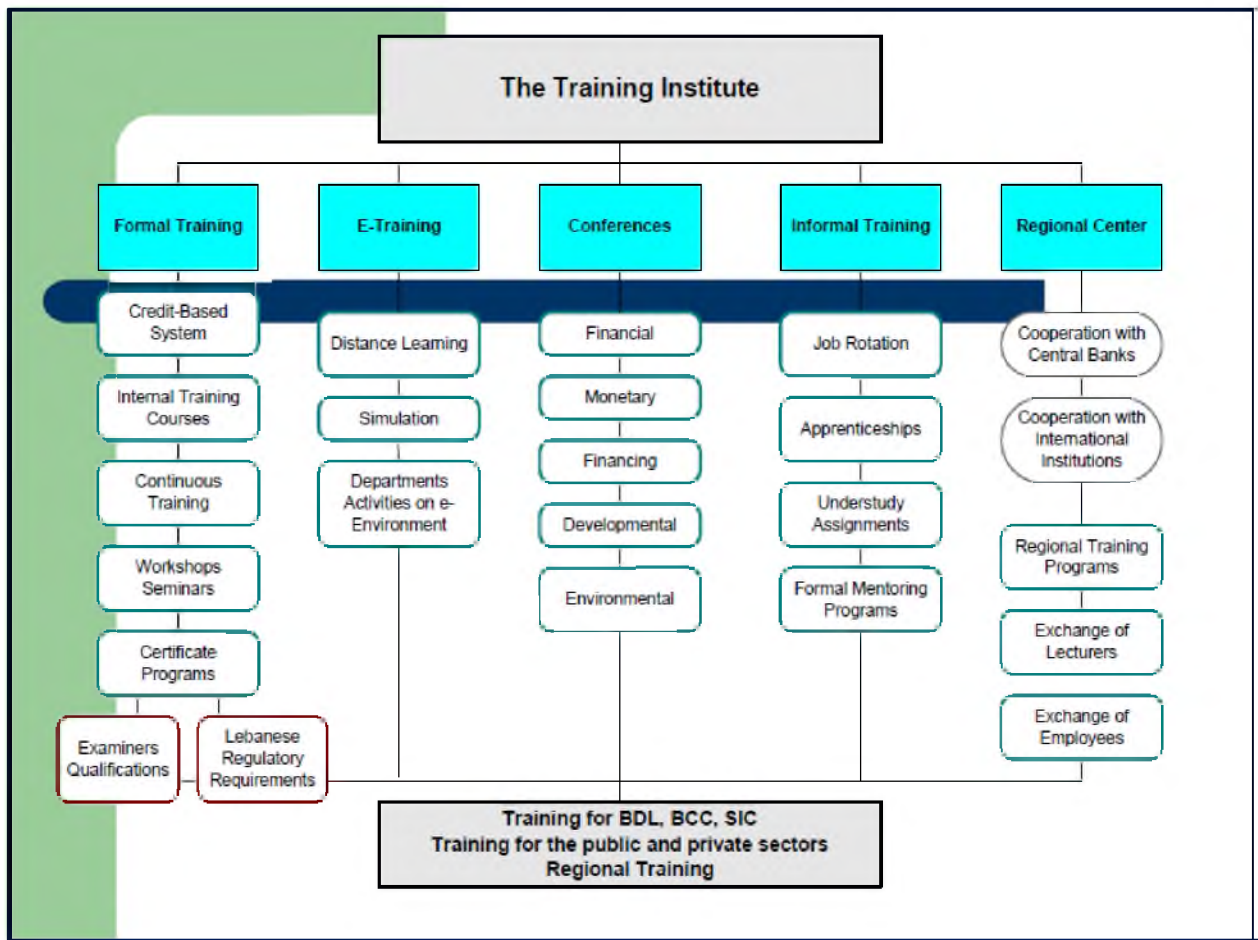 The Training Institute
Formal Training
E-Training
Conferences
Informal Training
Regional Center
Credit-Based
System
Internal Training
Courses
Continuous
Training
Workshops
Seminars
Certificate
Programs
Examiners
Qualifications
Lebanese
Regulatory
Requirements
Distance Learning
Simulation
Departments
Activities on e-
Environment
Financial
Monetary
Financing
Developmental
Environmental
Job Rotation
Apprenticeships
Understudy
Assignments
Formal Mentoring
Programs
Cooperation with
Central Banks
Cooperation with
International
Institutions
Regional Training
Programs
Exchange of
Lecturers
Exchange of
Employees
Training for BDL, BCC, SIC
Training for the public and private sectors
Regional Training